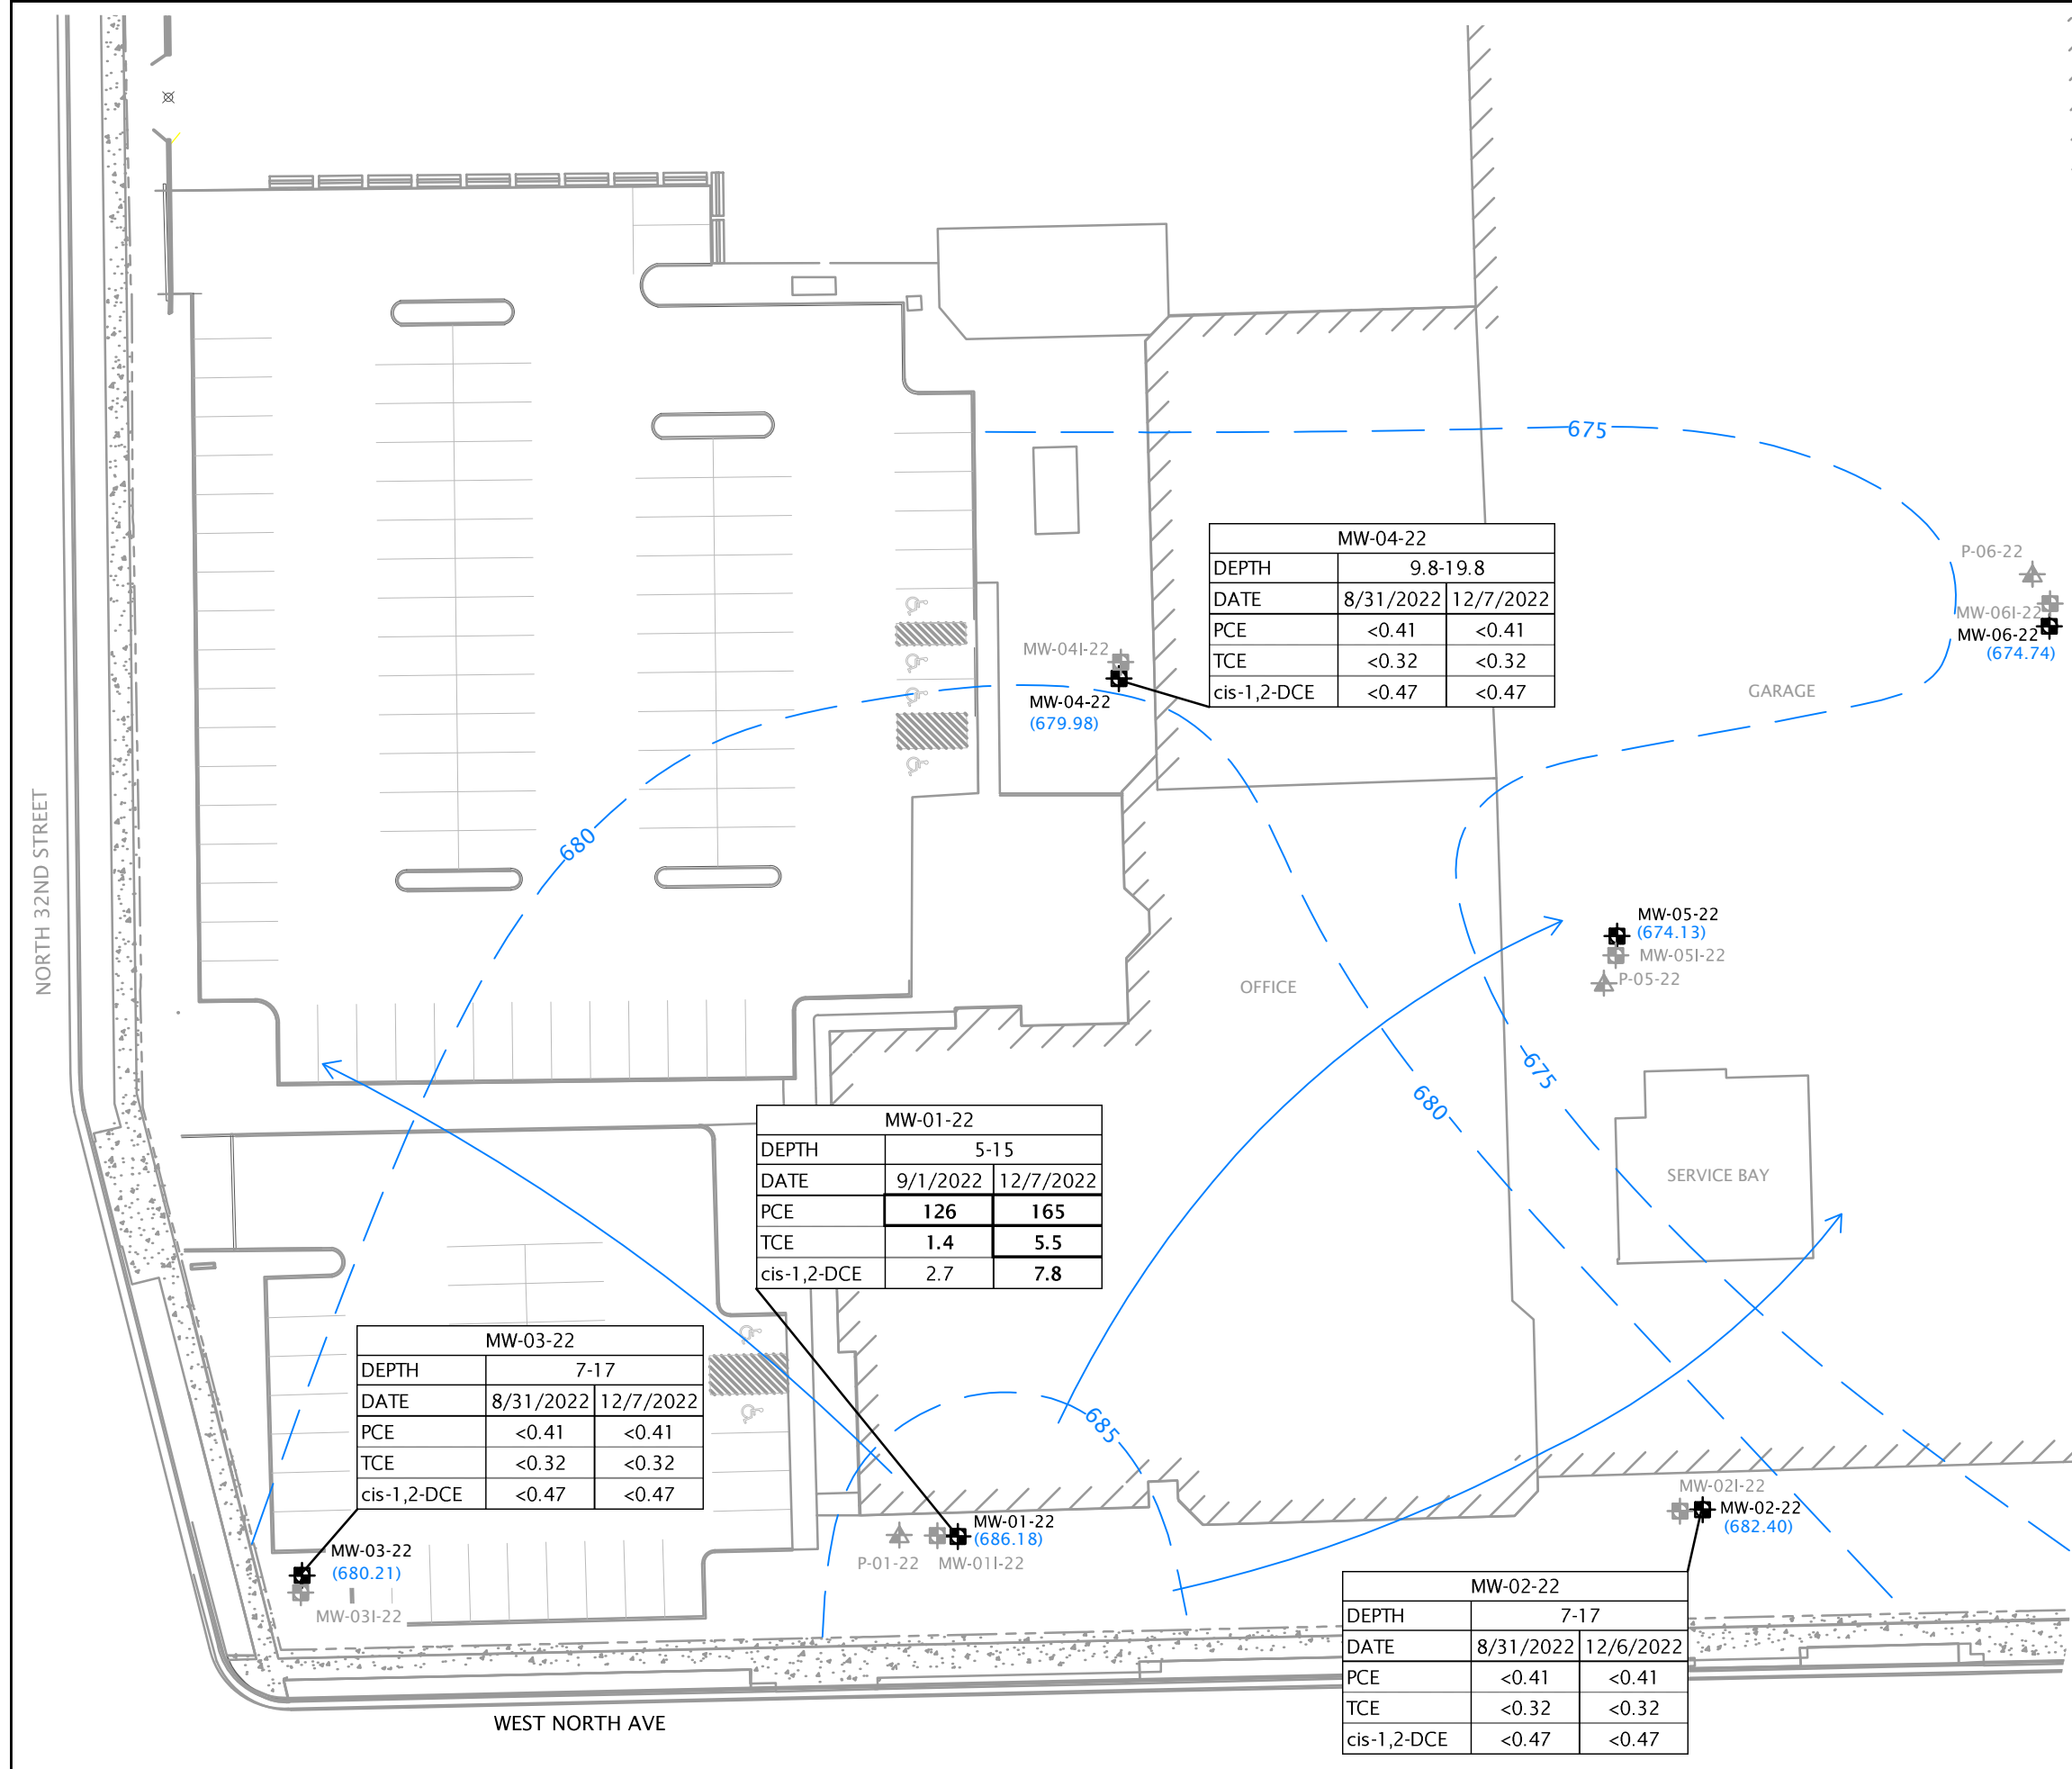 675
P-06-22
MW-06I-22
MW-06-22
(674.74)
GARAGE
MW-04-22
DEPTH 9.8-19.8
DATE 8/31/2022 12/7/2022
PCE <0.41 <0.41
TCE <0.32 <0.32
cis-1,2-DCE <0.47 <0.47
MW-04I-22
MW-04-22
(679.98)
680
NORTH 32ND STREET
MW-05-22
(674.13)
MW-05I-22
P-05-22
OFFICE
675
680
SERVICE BAY
MW-01-22
DEPTH 5-15
DATE 9/1/2022 12/7/2022
PCE 126 165
TCE 1.4 5.5
cis-1,2-DCE 2.7 7.8
MW-03-22
DEPTH 7-17
DATE 8/31/2022 12/7/2022
PCE <0.41 <0.41
TCE <0.32 <0.32
cis-1,2-DCE <0.47 <0.47
685
MW-03-22
(680.21)
MW-03I-22
MW-01-22
(686.18)
P-01-22
MW-01I-22
MW-02I-22
MW-02-22
(682.40)
MW-02-22
DEPTH 7-17
DATE 8/31/2022 12/6/2022
PCE <0.41 <0.41
TCE <0.32 <0.32
cis-1,2-DCE <0.47 <0.47
WEST NORTH AVE